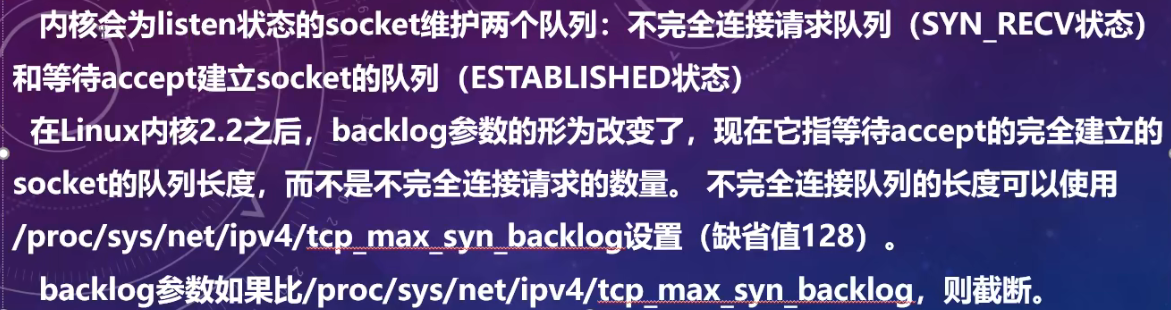 内核会为listen状态的socket维护两个队列：不完全连接请求队列（SYN_RECV状态）
和等待accept建立socket的队列（ESTABLISHED状态）
在Linux内核2.2之后，backlog参数的形为改变了，现在它指等待accept的完全建立的
socket的队列长度，而不是不完全连接请求的数量。 不完全连接队列的长度可以使用
/proc/sys/net/ipv4/tcp_max_syn_backlog设置（缺省值128）。
backlog参数如果比/proc/sys/net/ipv4/tcp_max_syn_backlog，则截断。